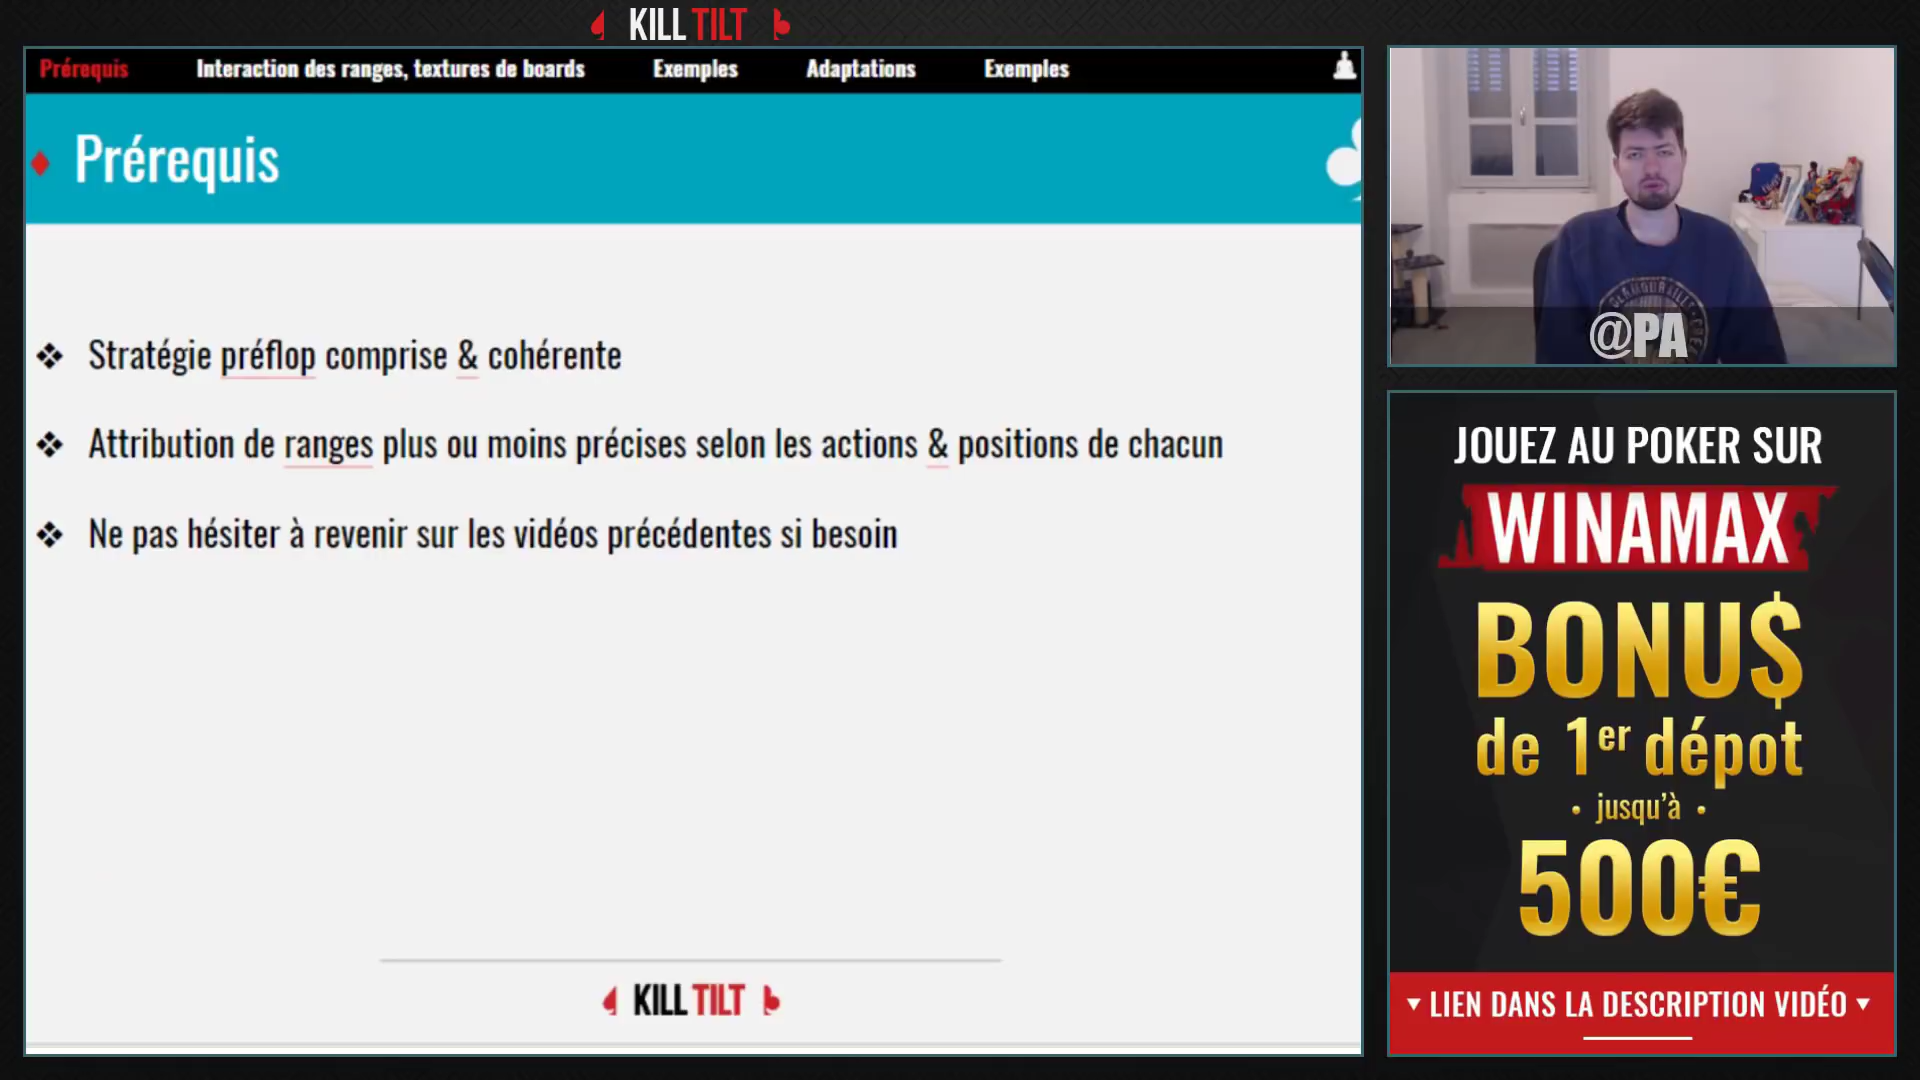 KILL TILT
Prérequis
Interaction des ranges, textures de boards
Exemples
Adaptations
Exemples
Prérequis
❖ Stratégie préflop comprise & cohérente
❖ Attribution de ranges plus ou moins précises selon les actions & positions de chacun
❖ Ne pas hésiter à revenir sur les vidéos précédentes si besoin
KILL TILT
@PA
JOUEZ AU POKER SUR
WINAMAX
BONU$
de 1er dépot
• jusqu'à •
500€
▼ LIEN DANS LA DESCRIPTION VIDÉO ▼